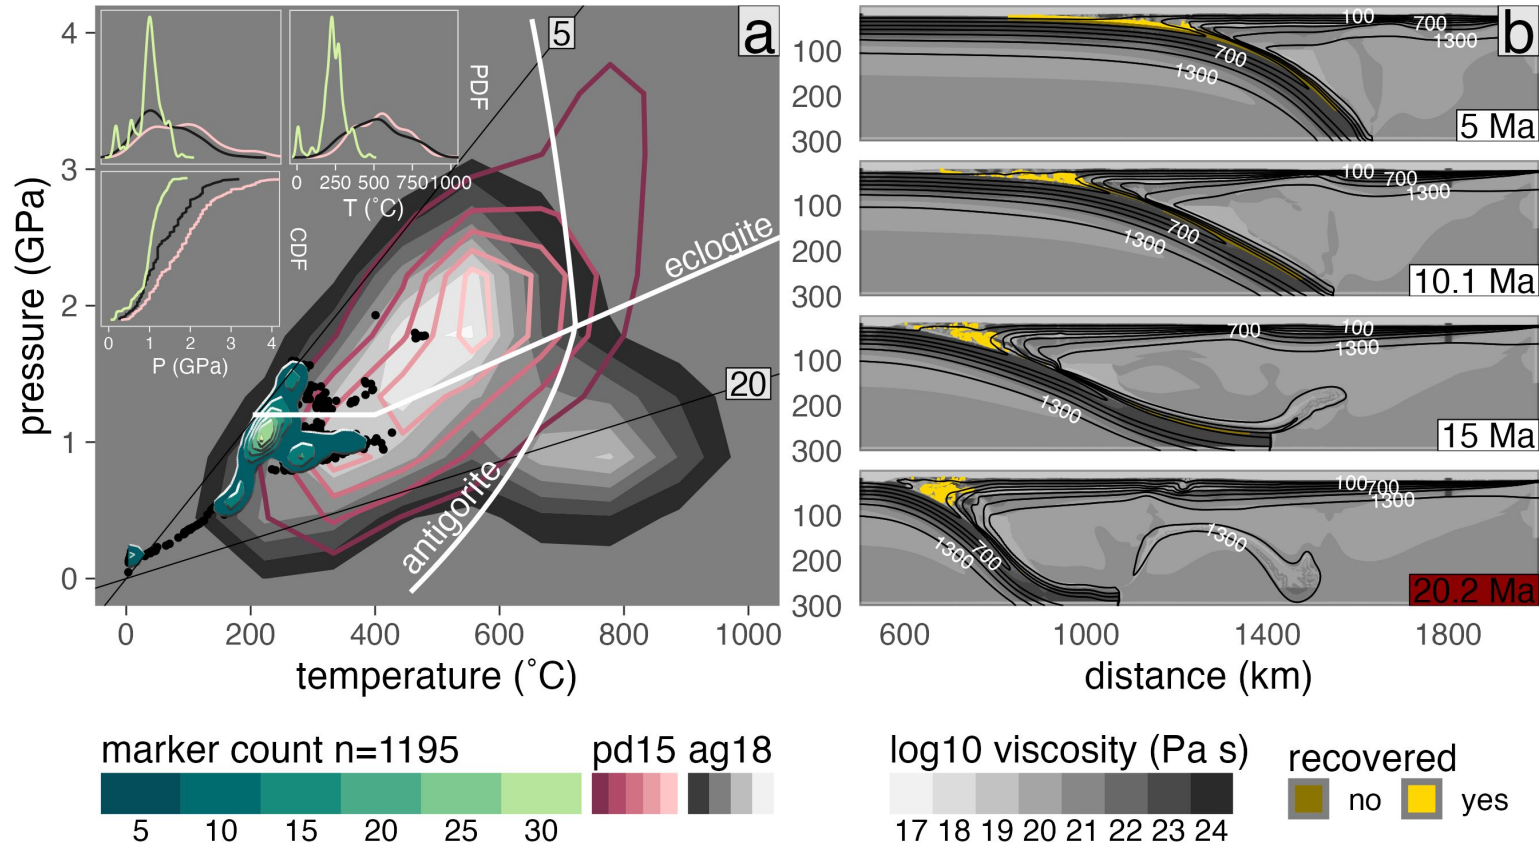 a
5
20
eclogite
antigorite
PDF
T (˚C)
0 250 500 750 1000
CDF
P (GPa)
0 1 2 3 4
pressure (GPa)
4
3
2
1
0
0 200 400 600 800 1000
temperature (˚C)
b
100 700 1300
700
1300
5 Ma
100
200
300
100 700 1300
700
1300
10.1 Ma
100
200
300
700 100
1300
1300
15 Ma
100
200
300
100 700 1300
1300
1300 700
20.2 Ma
100
200
300
600 1000 1400 1800
distance (km)
marker count n=1195
5 10 15 20 25 30
pd15
ag18
log10 viscosity (Pa s)
17 18 19 20 21 22 23 24
recovered
no yes